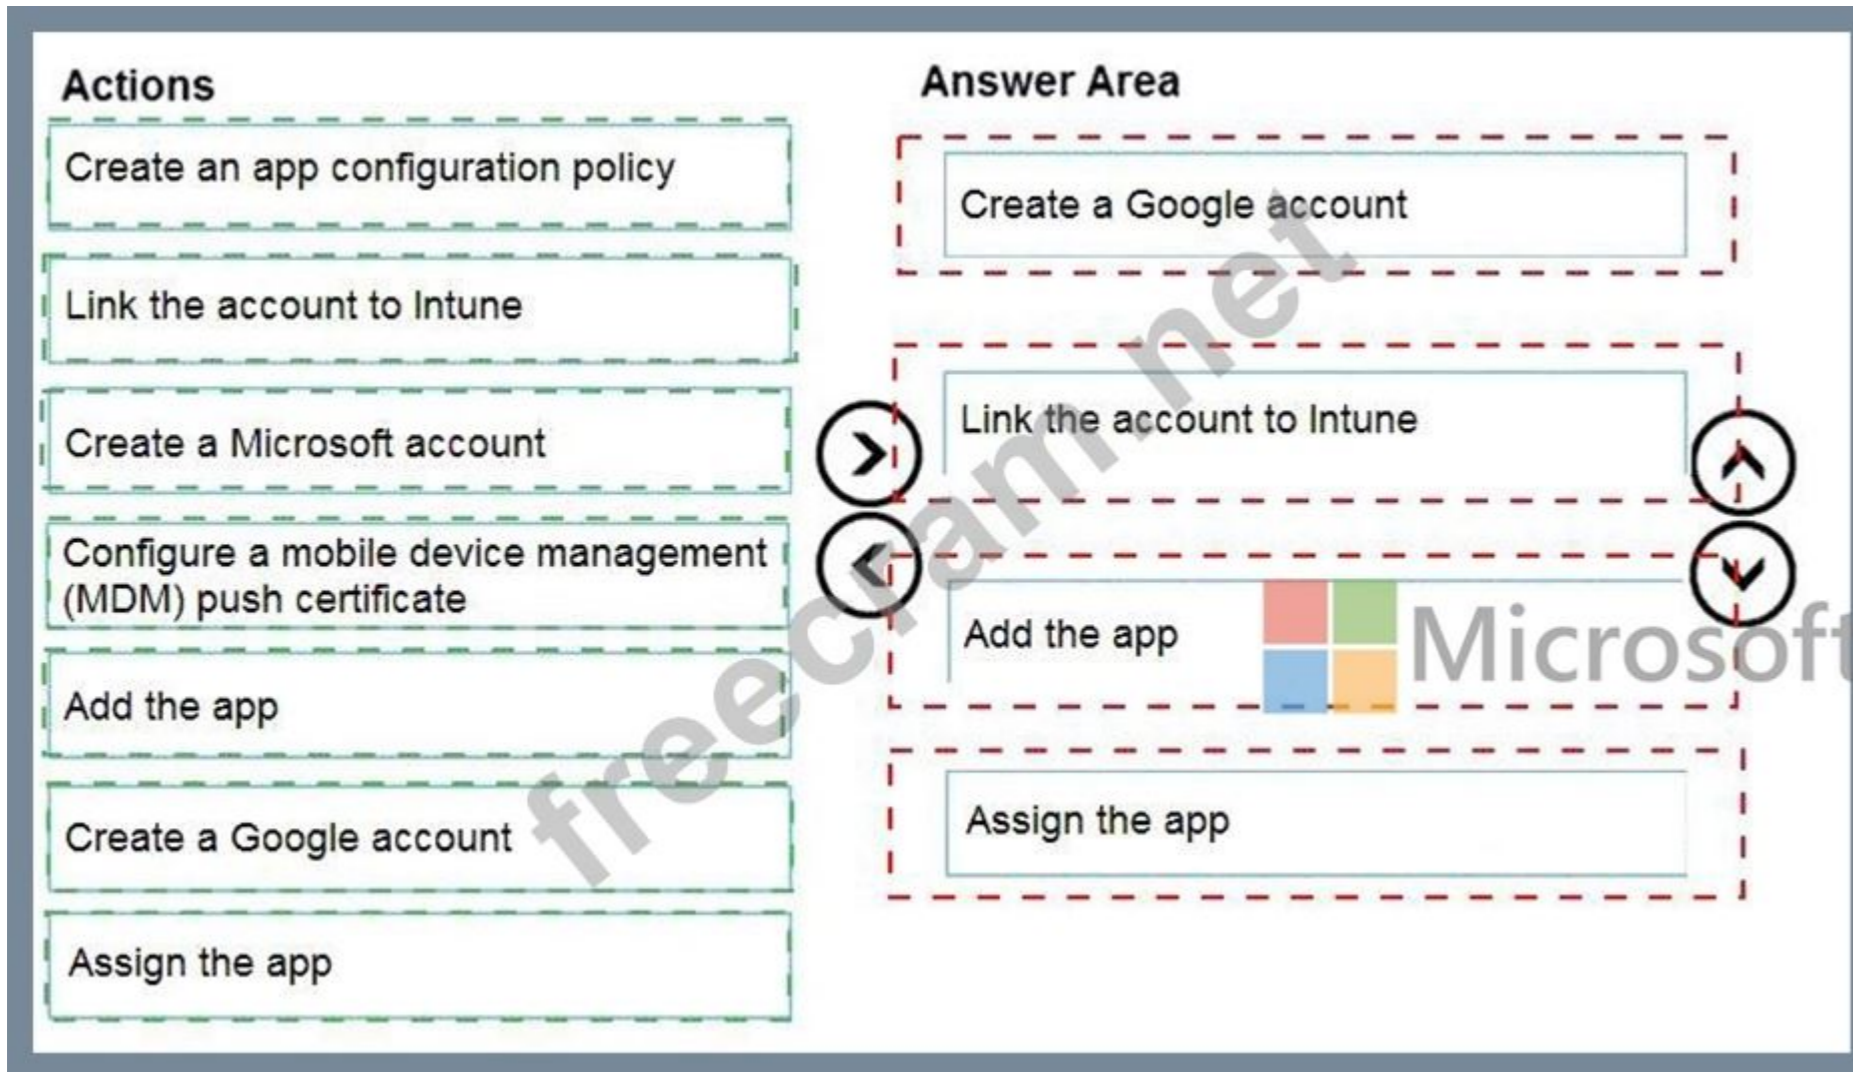 Actions
Create an app configuration policy
Link the account to Intune
Create a Microsoft account
Configure a mobile device management
(MDM) push certificate
Add the app
Create a Google account
Assign the app
Answer Area
Create a Google account
Link the account to Intune
Add the app
Assign the app
Microsoft
freecram.net